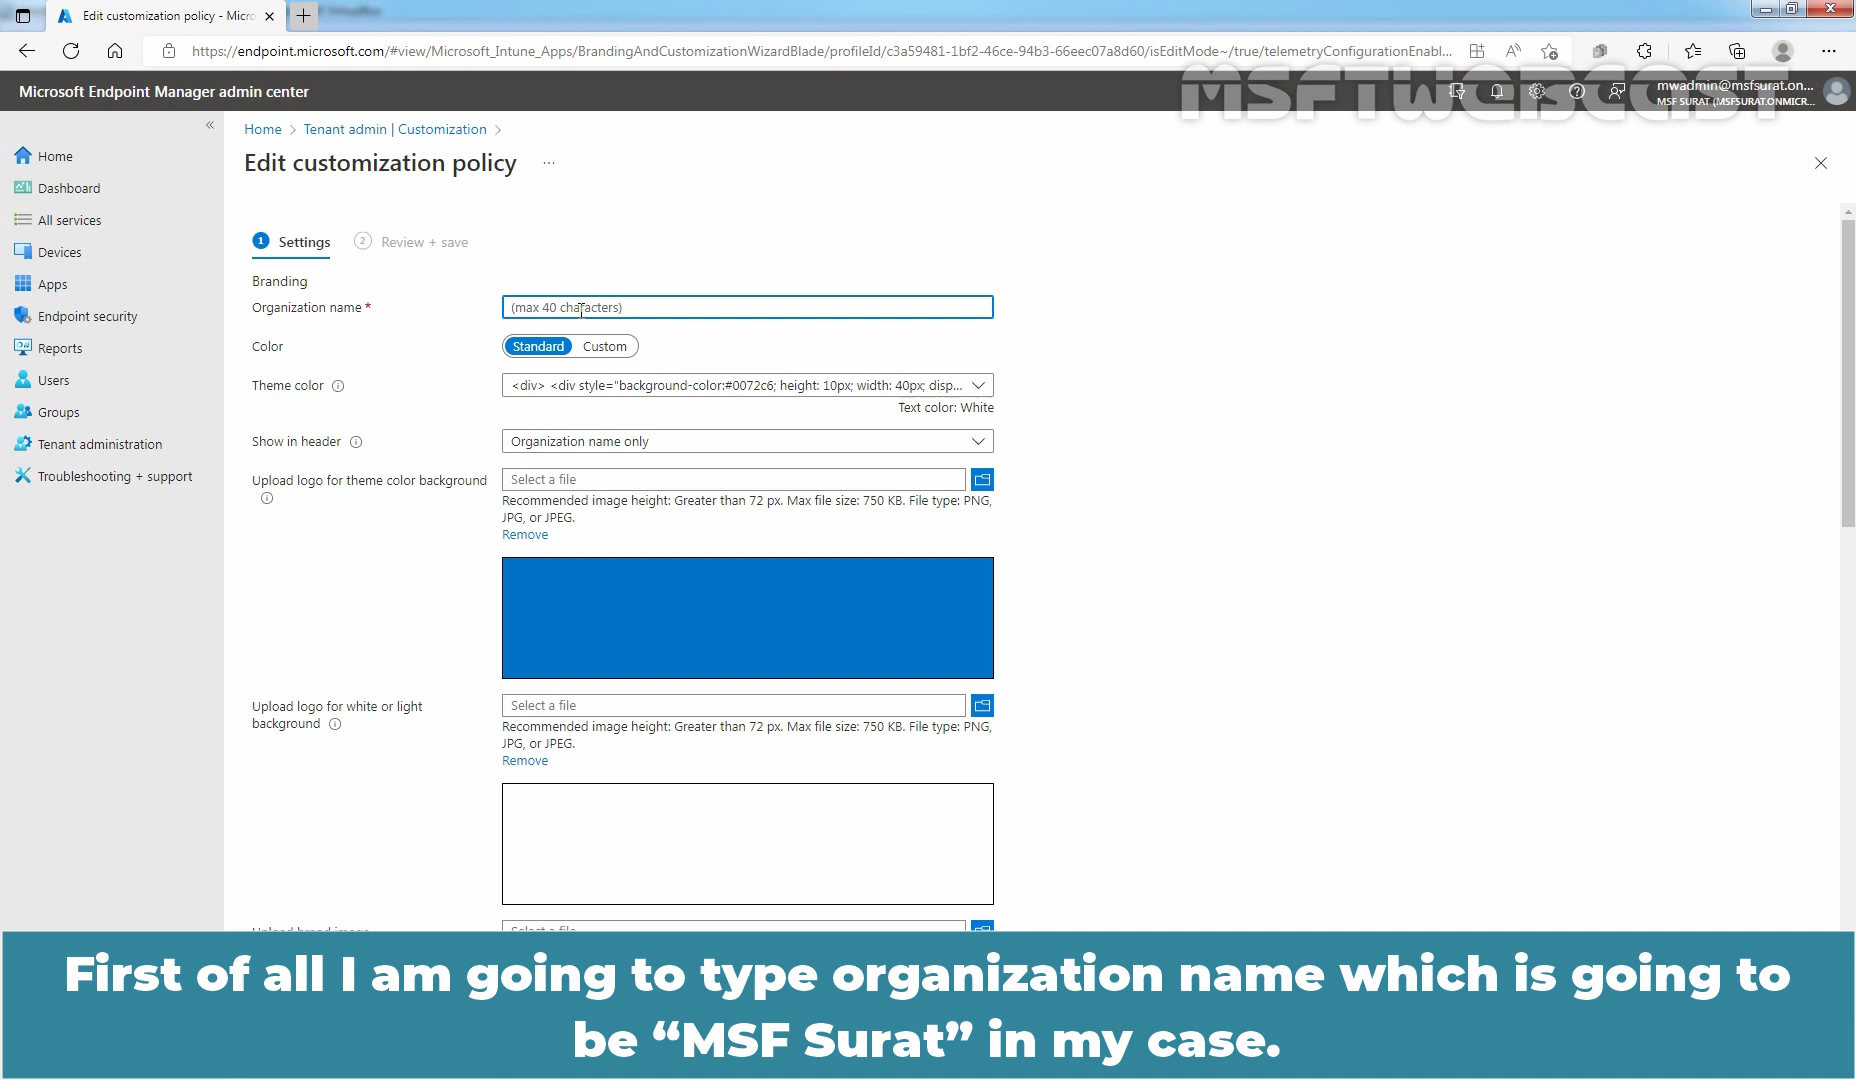 Edit customization policy - Micro
https://endpoint.microsoft.com/#view/Microsoft_Intune_Apps/BrandingAndCustomizationWizardBlade/profileId/c3a59481-1bf2-46ce-94b3-66eec07a8d60/isEditMode~/true/telemetryConfigurationEnabl...
Microsoft Endpoint Manager admin center
MSFTWEBCAST
mwadmin@msfsurat.on...
MSF SURAT (MSFSURAT.ONMICR...
Home > Tenant admin | Customization >
Edit customization policy ...
Home
Dashboard
All services
Devices
Apps
Endpoint security
Reports
Users
Groups
Tenant administration
Troubleshooting + support
1 Settings 2 Review + save
Branding
Organization name * (max 40 characters)
Color Standard Custom
Theme color <div> <div style="background-color:#0072c6; height: 10px; width: 40px; disp...
Text color: White
Show in header Organization name only
Upload logo for theme color background Select a file
Recommended image height: Greater than 72 px. Max file size: 750 KB. File type: PNG,
JPG, or JPEG.
Remove
Upload logo for white or light
background
Select a file
Recommended image height: Greater than 72 px. Max file size: 750 KB. File type: PNG,
JPG, or JPEG.
Remove
Upload brand image Select a file
First of all I am going to type organization name which is going to
be “MSF Surat” in my case.